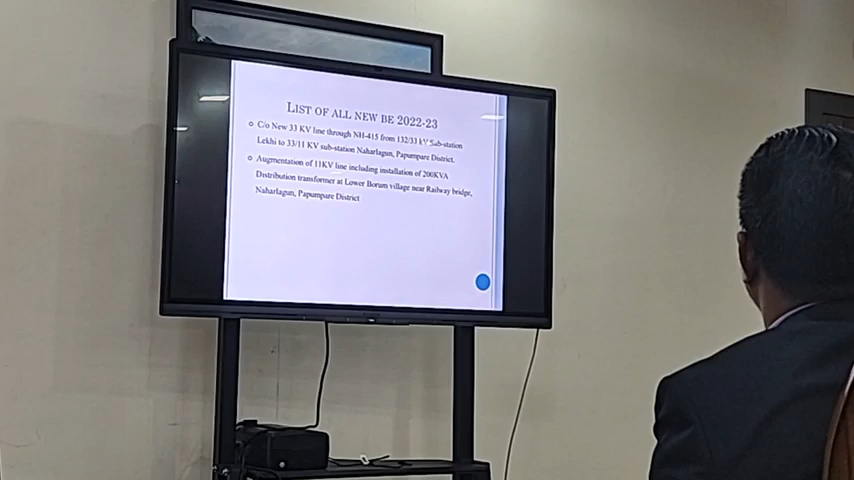 LIST OF ALL NEW BE 2022-23
C/o New 33 KV line through NH-415 from 132/33 kV Sub-station
Lekhi to 33/11 KV sub-station Naharlagun, Papumpare District.
Augmentation of 11KV line including installation of 200KVA
Distribution transformer at Lower Borum village near Railway bridge,
Naharlagun, Papumpare District